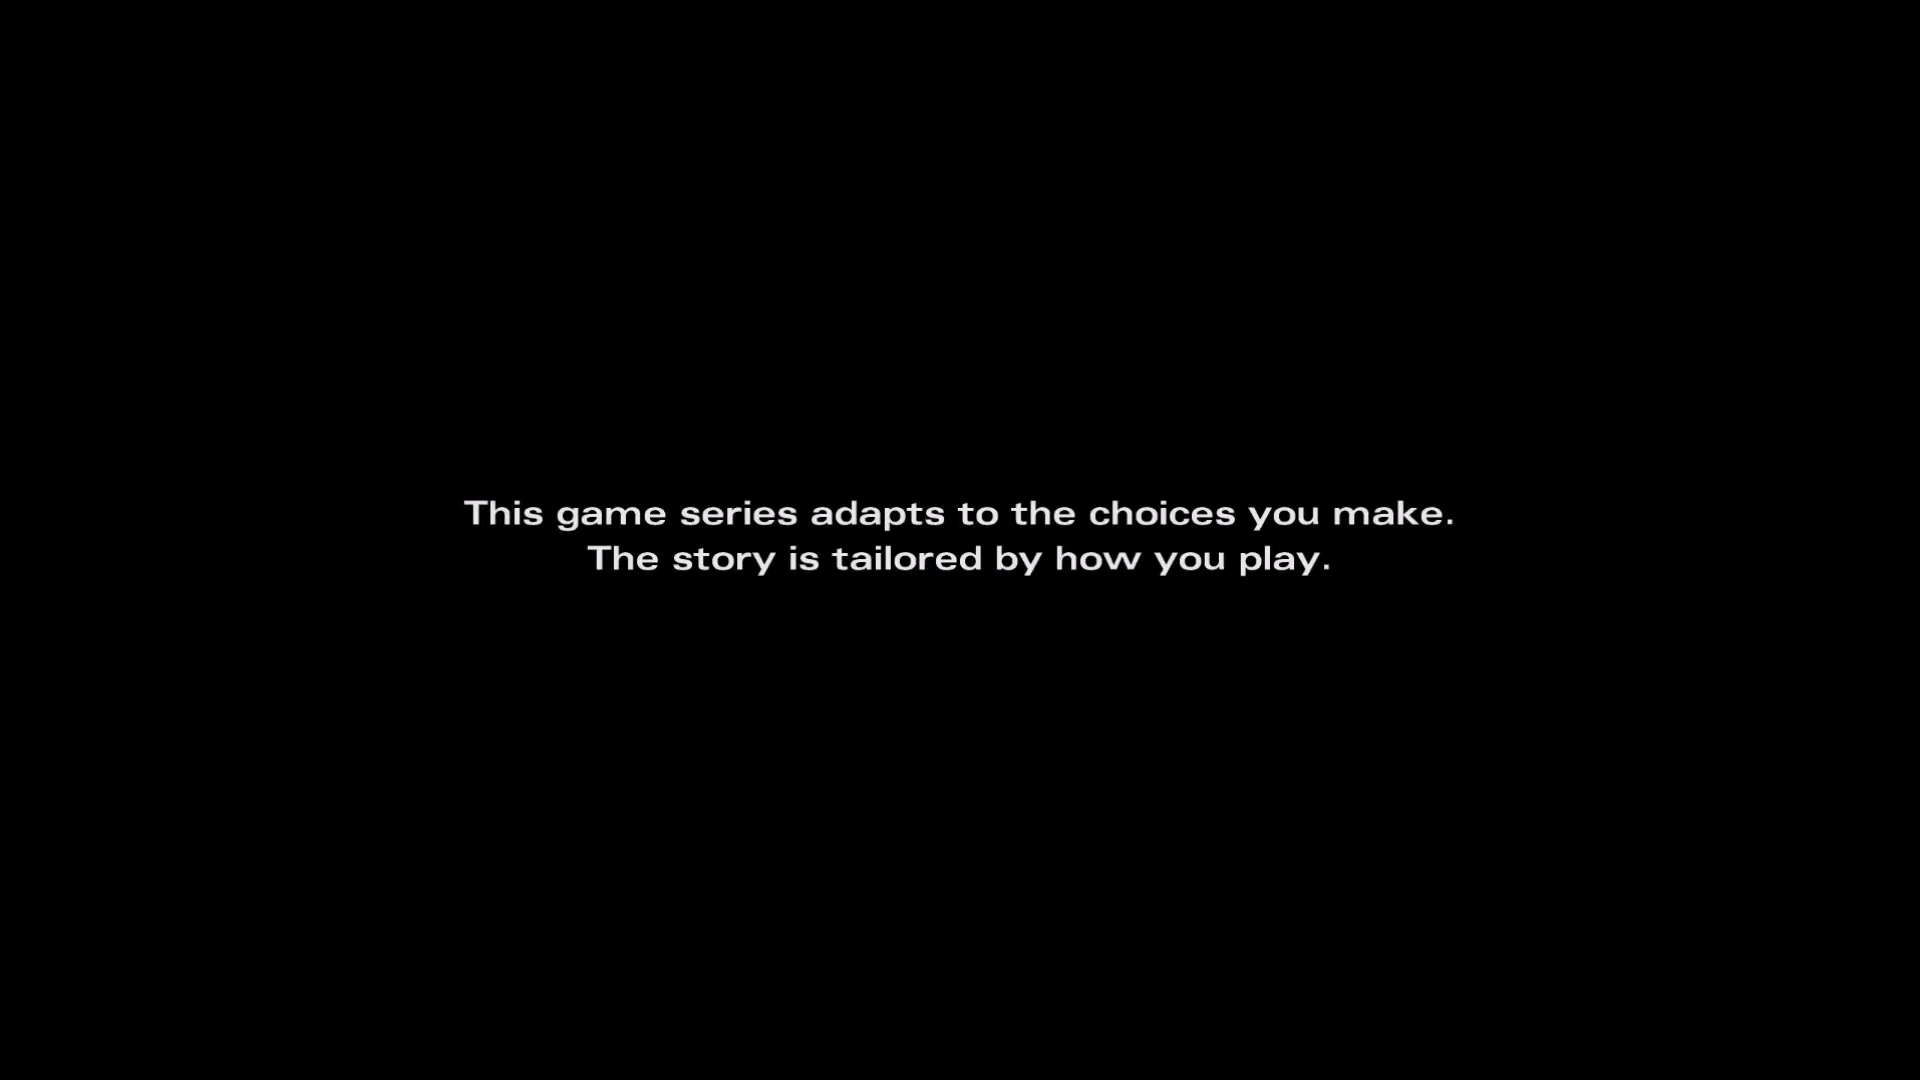 This game series adapts to the choices you make.
The story is tailored by how you play.